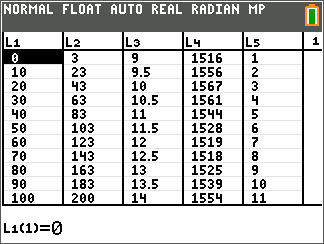 NORMAL FLOAT AUTO REAL RADIAN MP
L1 L2 L3 L4 L5 1
0 3 9 1516 1
10 23 9.5 1556 2
20 43 10 1567 3
30 63 10.5 1561 4
40 83 11 1544 5
50 103 11.5 1528 6
60 123 12 1519 7
70 143 12.5 1518 8
80 163 13 1525 9
90 183 13.5 1539 10
100 200 14 1554 11
L1(1)=0